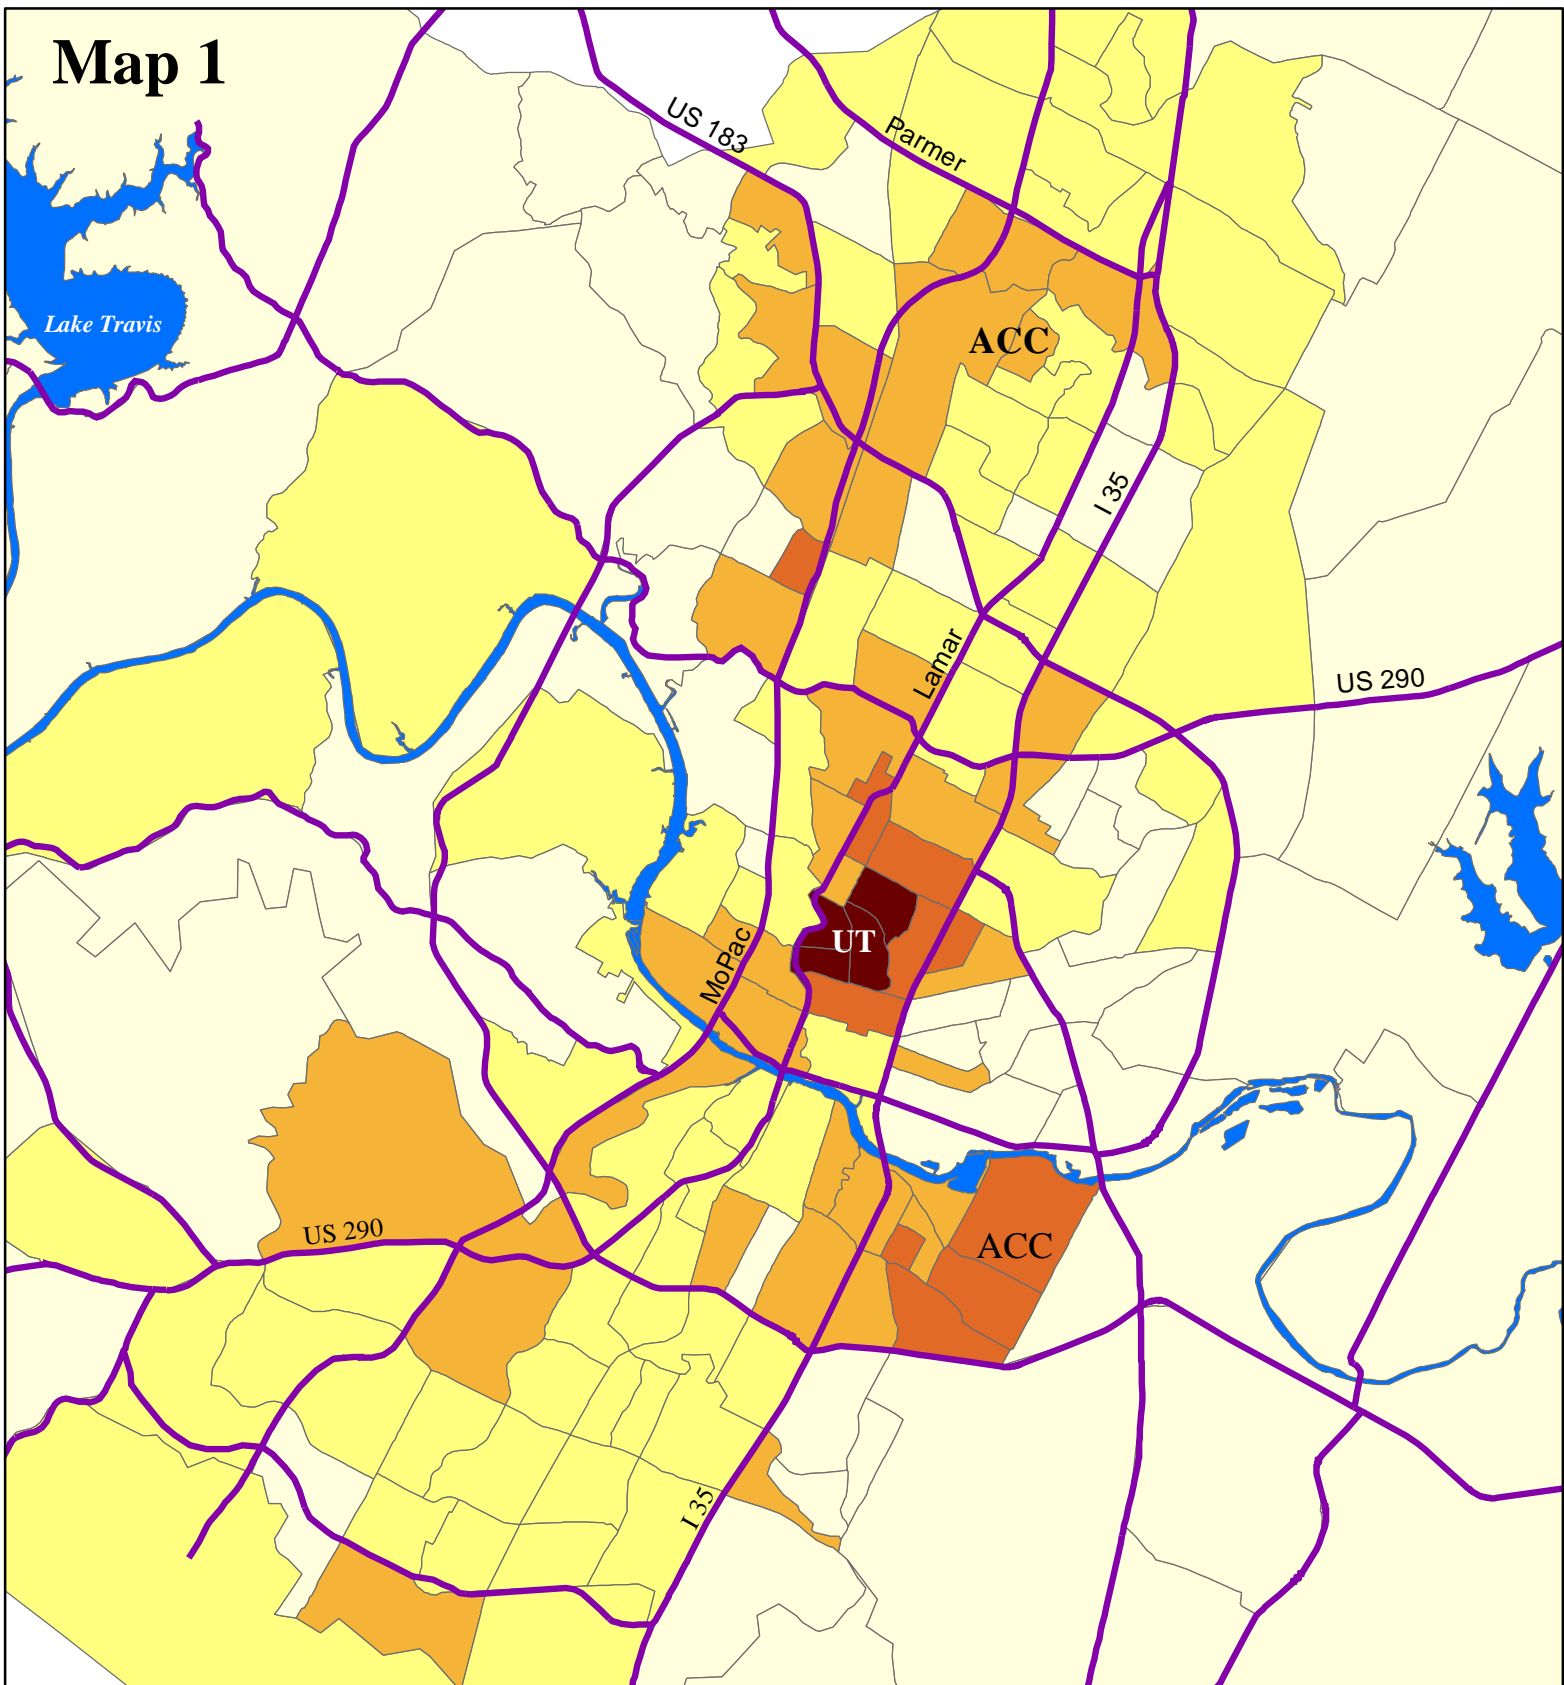 Map 1
US 183
Parmer
Lake Travis
ACC
I 35
Lamar
US 290
UT
MoPac
US 290
ACC
I 35